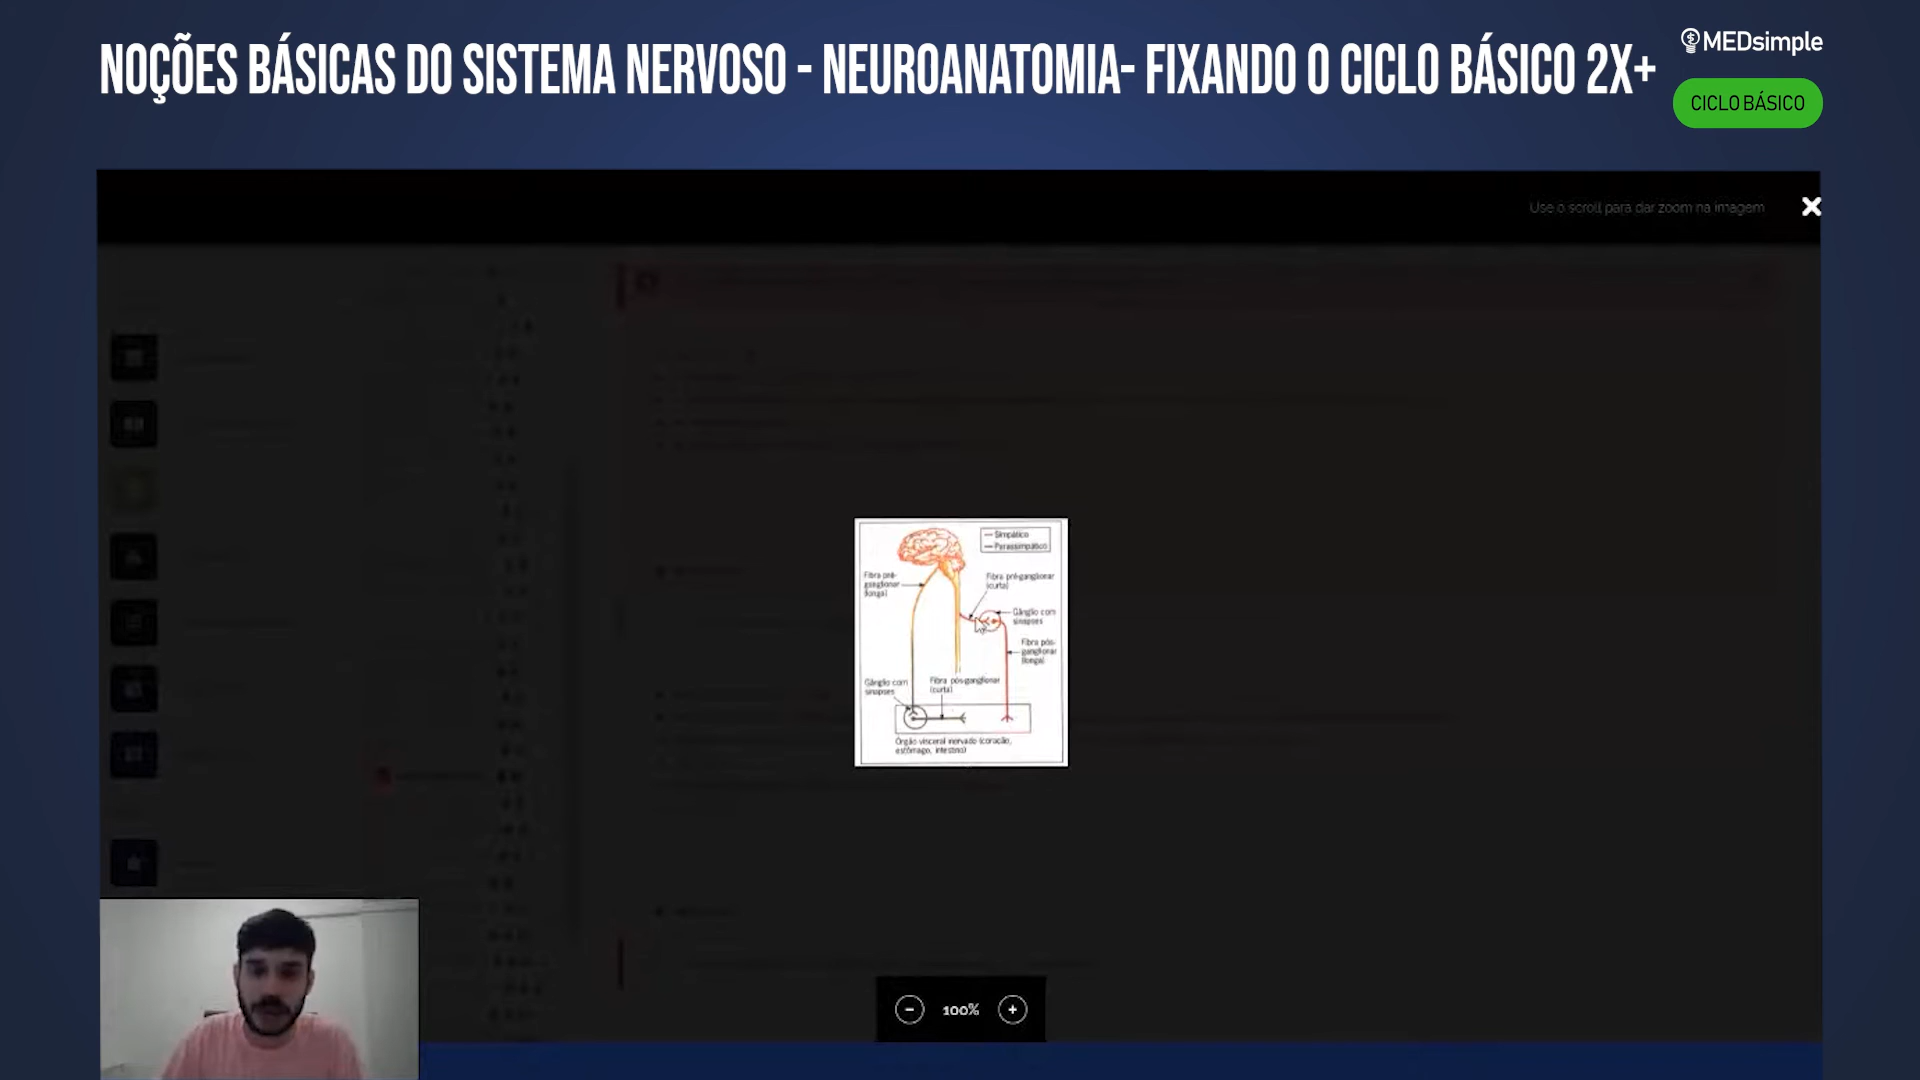 NOÇÕES BÁSICAS DO SISTEMA NERVOSO - NEUROANATOMIA- FIXANDO O CICLO BÁSICO 2X+
MEDsimple
CICLO BÁSICO
Use o scroll para dar zoom na imagem
Simpático
Parassimpático
Fibra pré-
ganglionar
(longa)
Fibra pré-ganglionar
(curta)
Gânglio com
sinapses
Fibra pós-
ganglionar
(longa)
Gânglio com
sinapses
Fibra pós-ganglionar
(curta)
Órgão visceral inervado (coração,
estômago, intestino)
100%